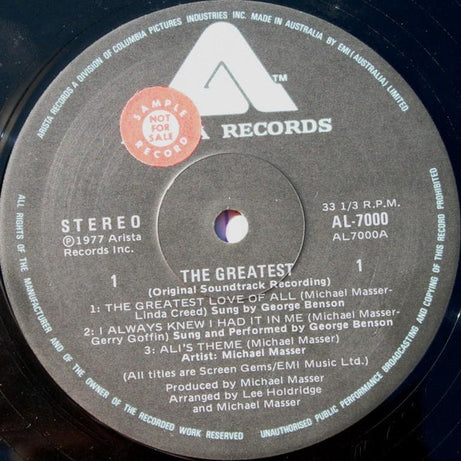 ARISTA RECORDS A DIVISION OF COLUMBIA PICTURES INDUSTRIES INC. MADE IN AUSTRALIA BY EMI (AUSTRALIA) LIMITED
TM
SAMPLE
NOT
FOR
SALE
RECORD
RECORDS
STEREO
Ⓟ1977 Arista
Records Inc.
33 1/3 R.P.M.
AL-7000
AL7000A
1
1
THE GREATEST
(Original Soundtrack Recording)
1: THE GREATEST LOVE OF ALL (Michael Masser-
Linda Creed) Sung by George Benson
2: I ALWAYS KNEW I HAD IT IN ME (Michael Masser-
Gerry Goffin) Sung and Performed by George Benson
3: ALI'S THEME (Michael Masser)
Artist: Michael Masser
(All titles are Screen Gems/EMI Music Ltd.)
Produced by Michael Masser
Arranged by Lee Holdridge
and Michael Masser
ALL RIGHTS OF THE MANUFACTURER AND OF THE OWNER OF THE RECORDED WORK RESERVED
UNAUTHORISED PUBLIC PERFORMANCE BROADCASTING AND COPYING OF THIS RECORD PROHIBITED